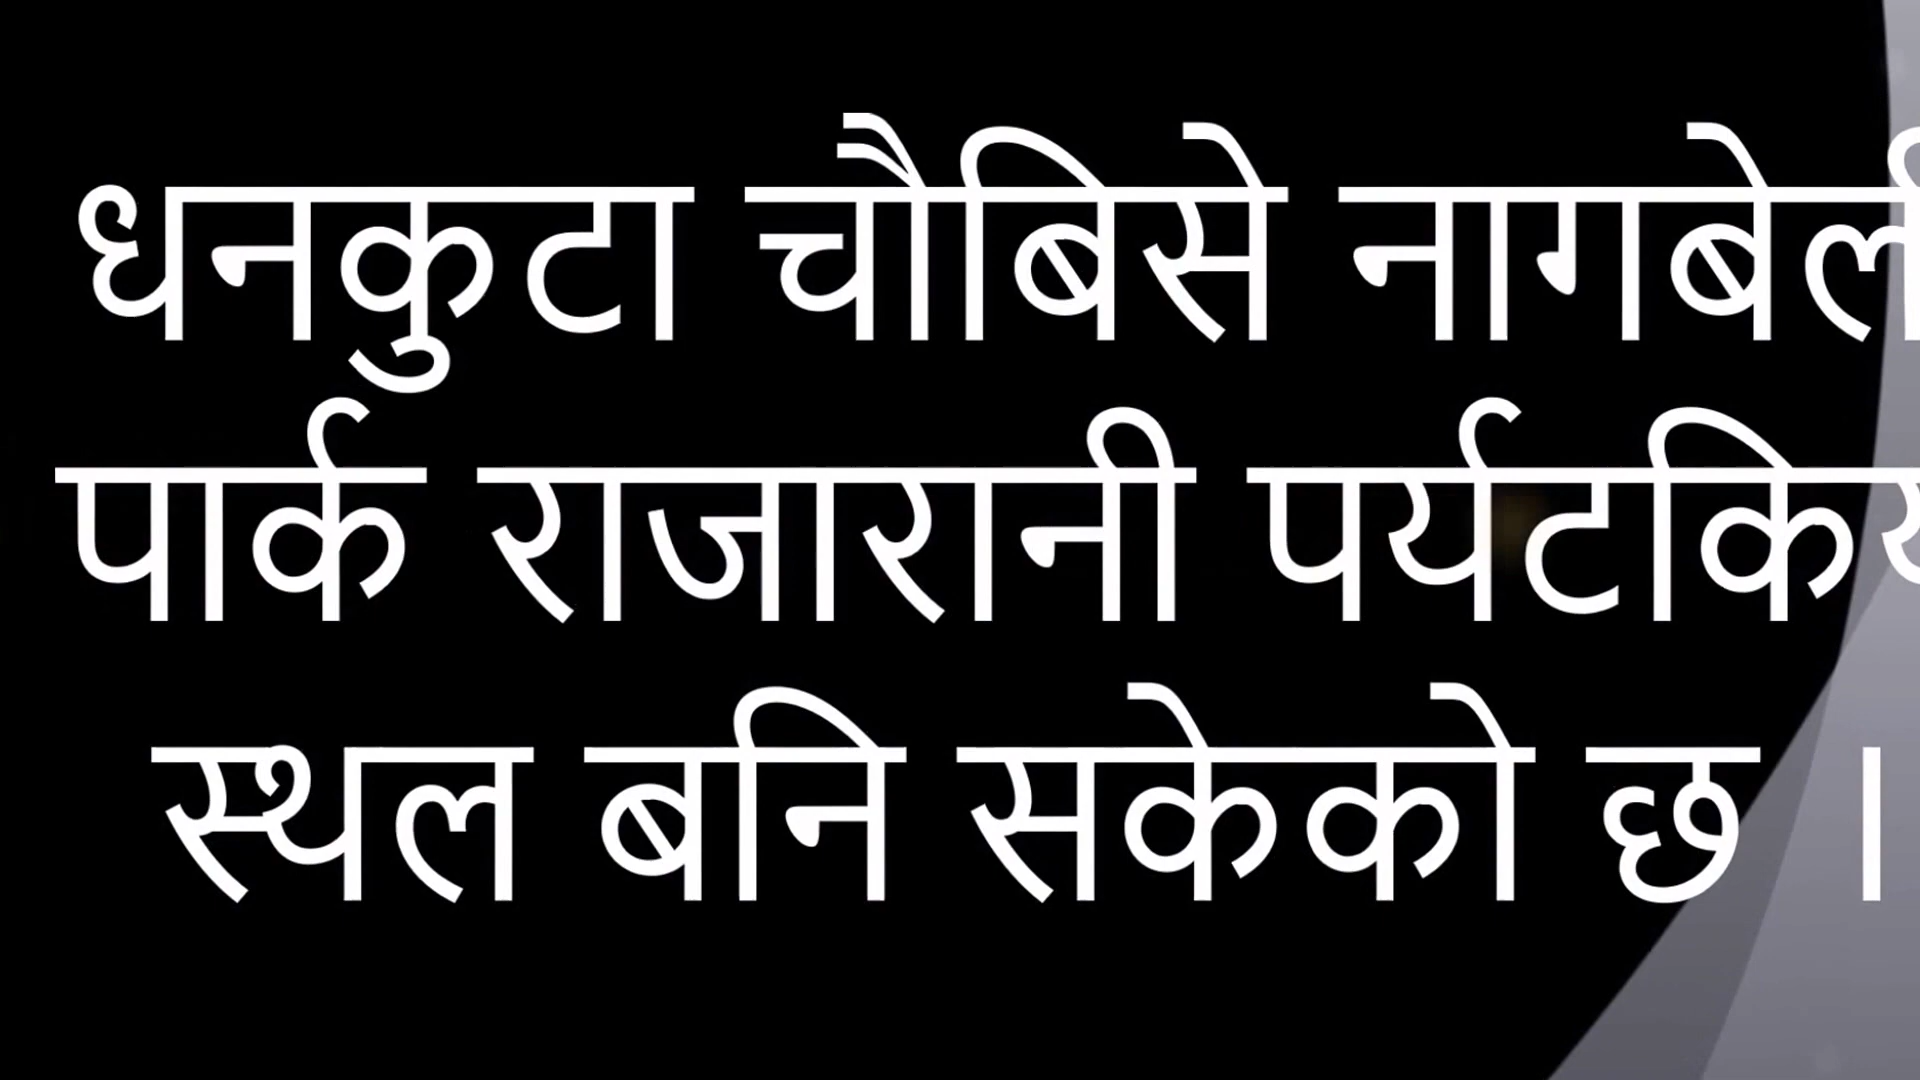 धनकुटा चौबिसे नागबेली
पार्क राजारानी पर्यटकिय
स्थल बनि सकेको छ ।